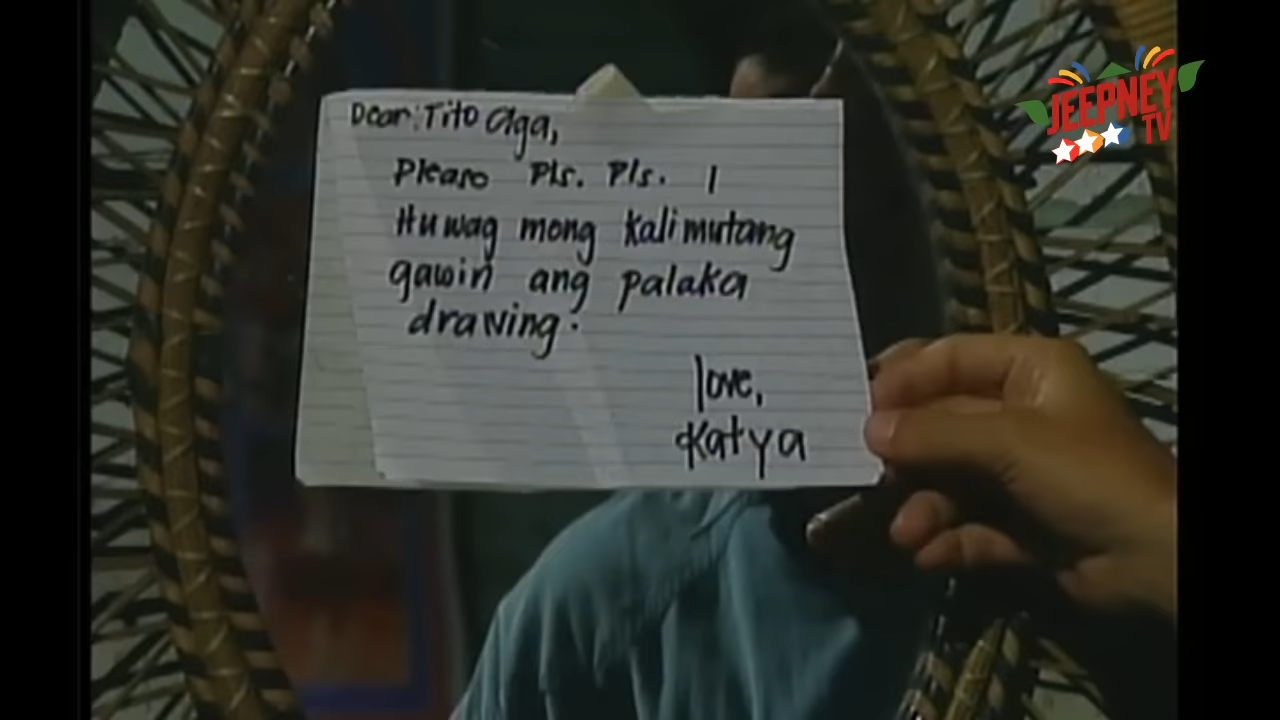 Dear: Tito Aga,
Please Pls. Pls. !
Huwag mong kalimutang
gawin ang palaka
drawing.
love,
Katya
JEEPNEY
TV